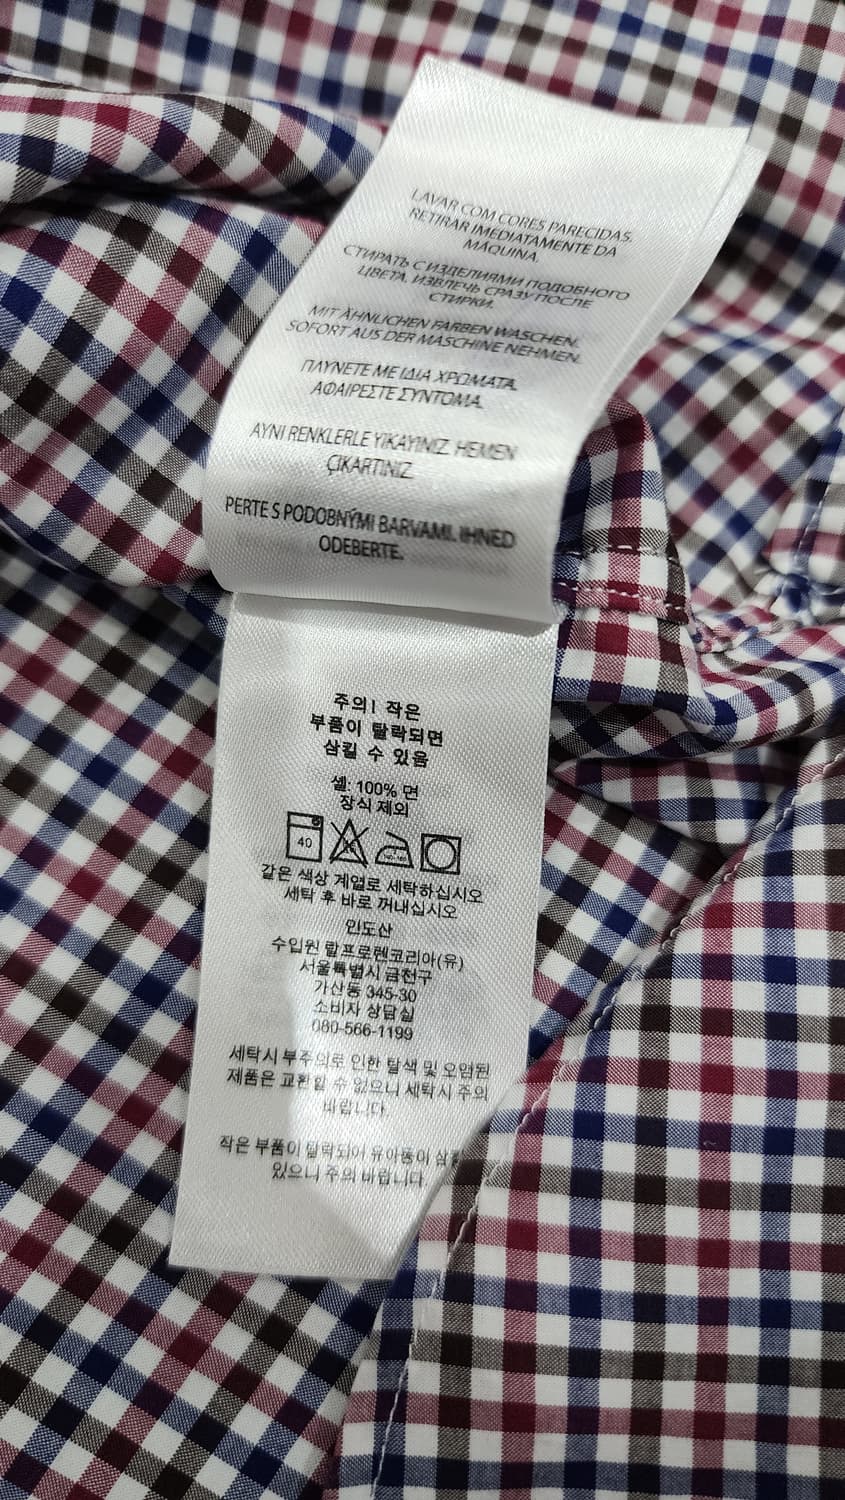 LAVAR COM CORES PARECIDAS.
RETIRAR IMEDIATAMENTE DA
MÁQUINA.
СТИРАТЬ С ИЗДЕЛИЯМИ ПОДОБНОГО
ЦВЕТА. ИЗВЛЕЧЬ СРАЗУ ПОСЛЕ
СТИРКИ.
MIT ÄHNLICHEN FARBEN WASCHEN.
SOFORT AUS DER MASCHINE NEHMEN.
ΠΛΥΝΕΤΕ ΜΕ ΙΔΙΑ ΧΡΩΜΑΤΑ.
ΑΦΑΙΡΕΣΤΕ ΣΥΝΤΟΜΑ.
AYNI RENKLERLE YIKAYINIZ. HEMEN
ÇIKARTINIZ.
PERTE S PODOBNÝMI BARVAMI. IHNED
ODEBERTE.
주의! 작은
부품이 탈락되면
삼킬 수 있음
셸: 100% 면
장식 제외
40
같은 색상 계열로 세탁하십시오
세탁 후 바로 꺼내십시오
인도산
수입원 랄프로렌코리아(유)
서울특별시 금천구
가산동 345-30
소비자 상담실
080-566-1199
세탁시 부주의로 인한 탈색 및 오염된
제품은 교환할 수 없으니 세탁시 주의
바랍니다.
작은 부품이 탈락되어 유아동이 삼킬
있으니 주의 바랍니다.